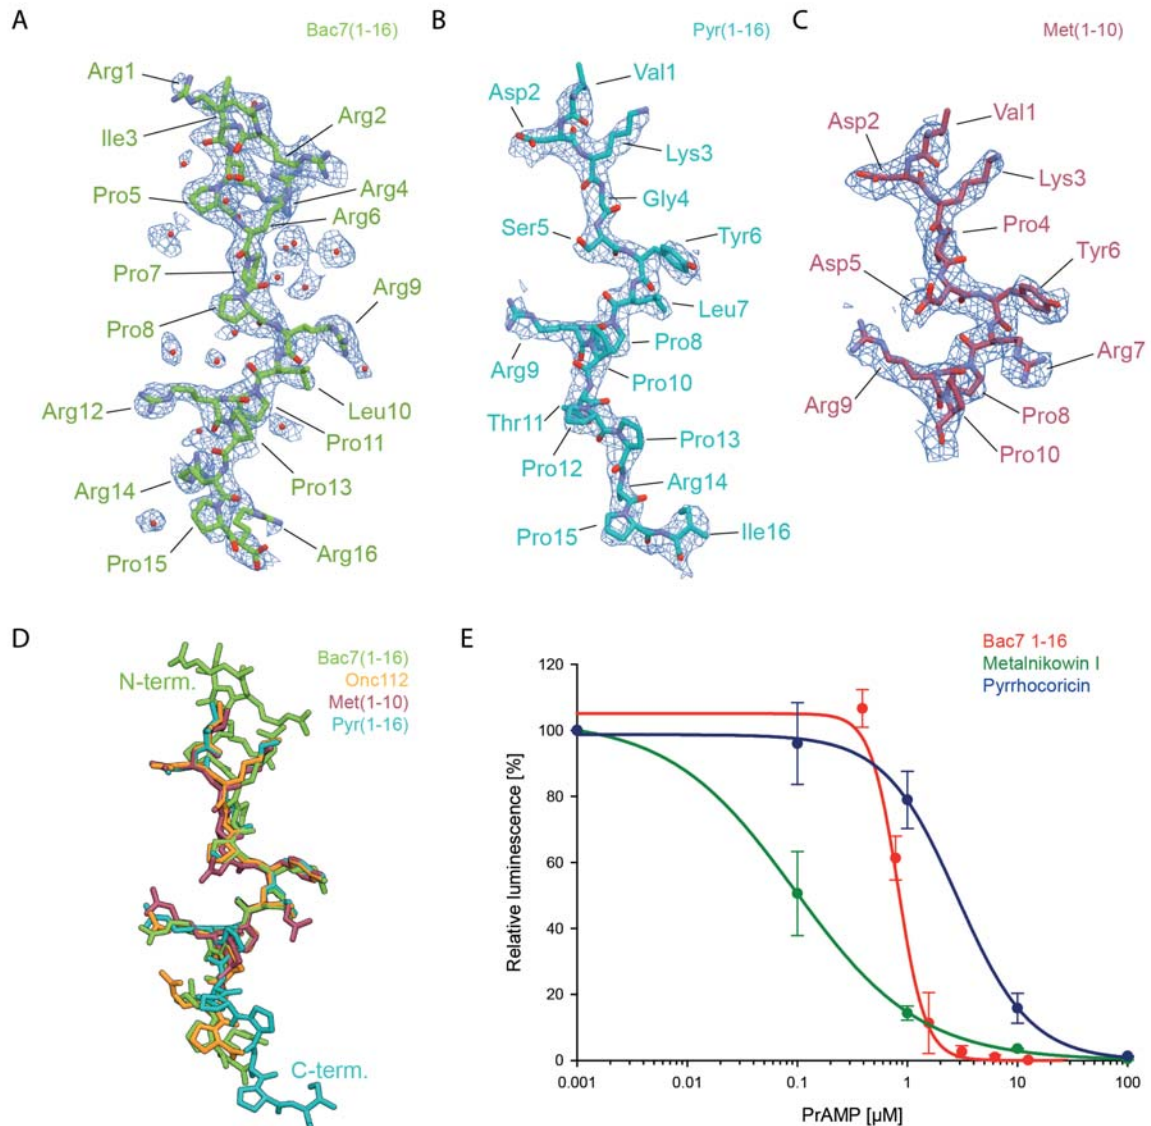 A
Bac7(1-16)
Arg1
Ile3
Arg2
Pro5
Arg4
Arg6
Pro7
Arg9
Pro8
Arg12
Leu10
Pro11
Pro13
Arg14
Arg16
Pro15
B
Pyr(1-16)
Val1
Asp2
Lys3
Gly4
Ser5
Tyr6
Leu7
Pro8
Arg9
Pro10
Thr11
Pro13
Pro12
Arg14
Pro15
Ile16
C
Met(1-10)
Val1
Asp2
Lys3
Pro4
Asp5
Tyr6
Arg7
Arg9
Pro8
Pro10
D
Bac7(1-16)
Onc112
Met(1-10)
Pyr(1-16)
N-term.
C-term.
E
Bac7 1-16
Metalnikowin I
Pyrrhocoricin
Relative luminescence [%]
120
100
80
60
40
20
0
0.001
0.01
0.1
1
10
100
PrAMP [µM]